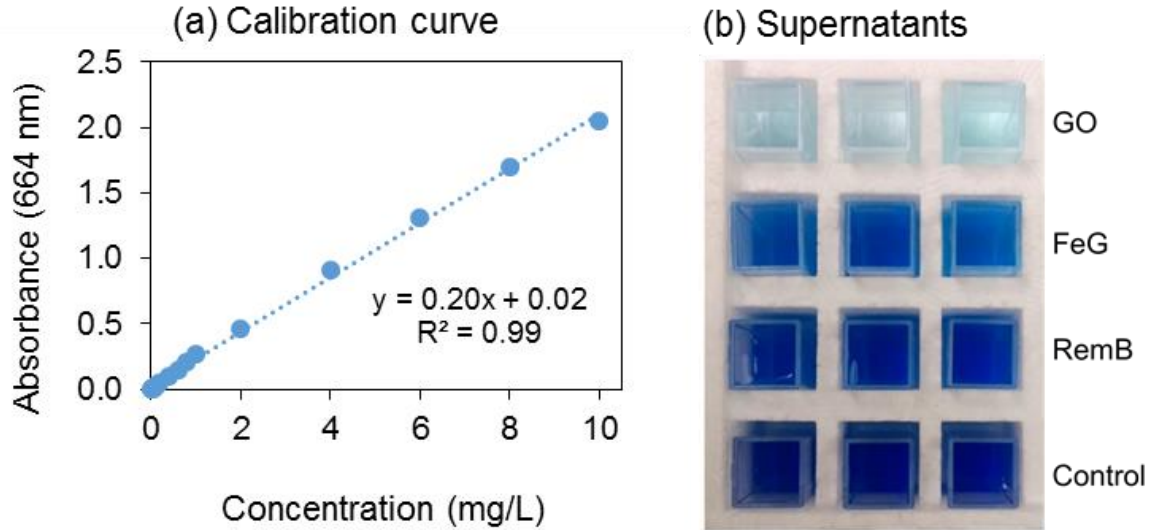 (a) Calibration curve
2.5
2.0
1.5
1.0
0.5
0.0
Absorbance (664 nm)
y = 0.20x + 0.02
R² = 0.99
0 2 4 6 8 10
Concentration (mg/L)
(b) Supernatants
GO
FeG
RemB
Control